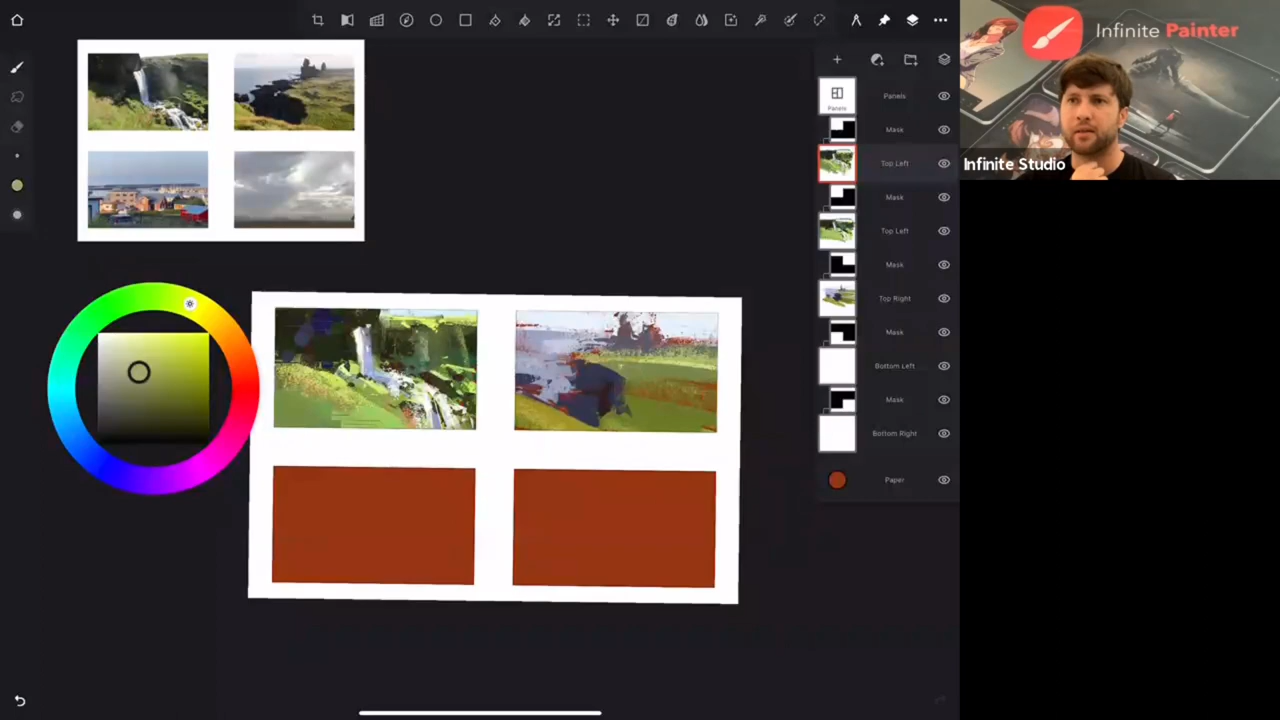 Infinite Painter
Infinite Studio
Panels
Panels
Mask
Top Left
Mask
Top Left
Mask
Top Right
Mask
Bottom Left
Mask
Bottom Right
Paper